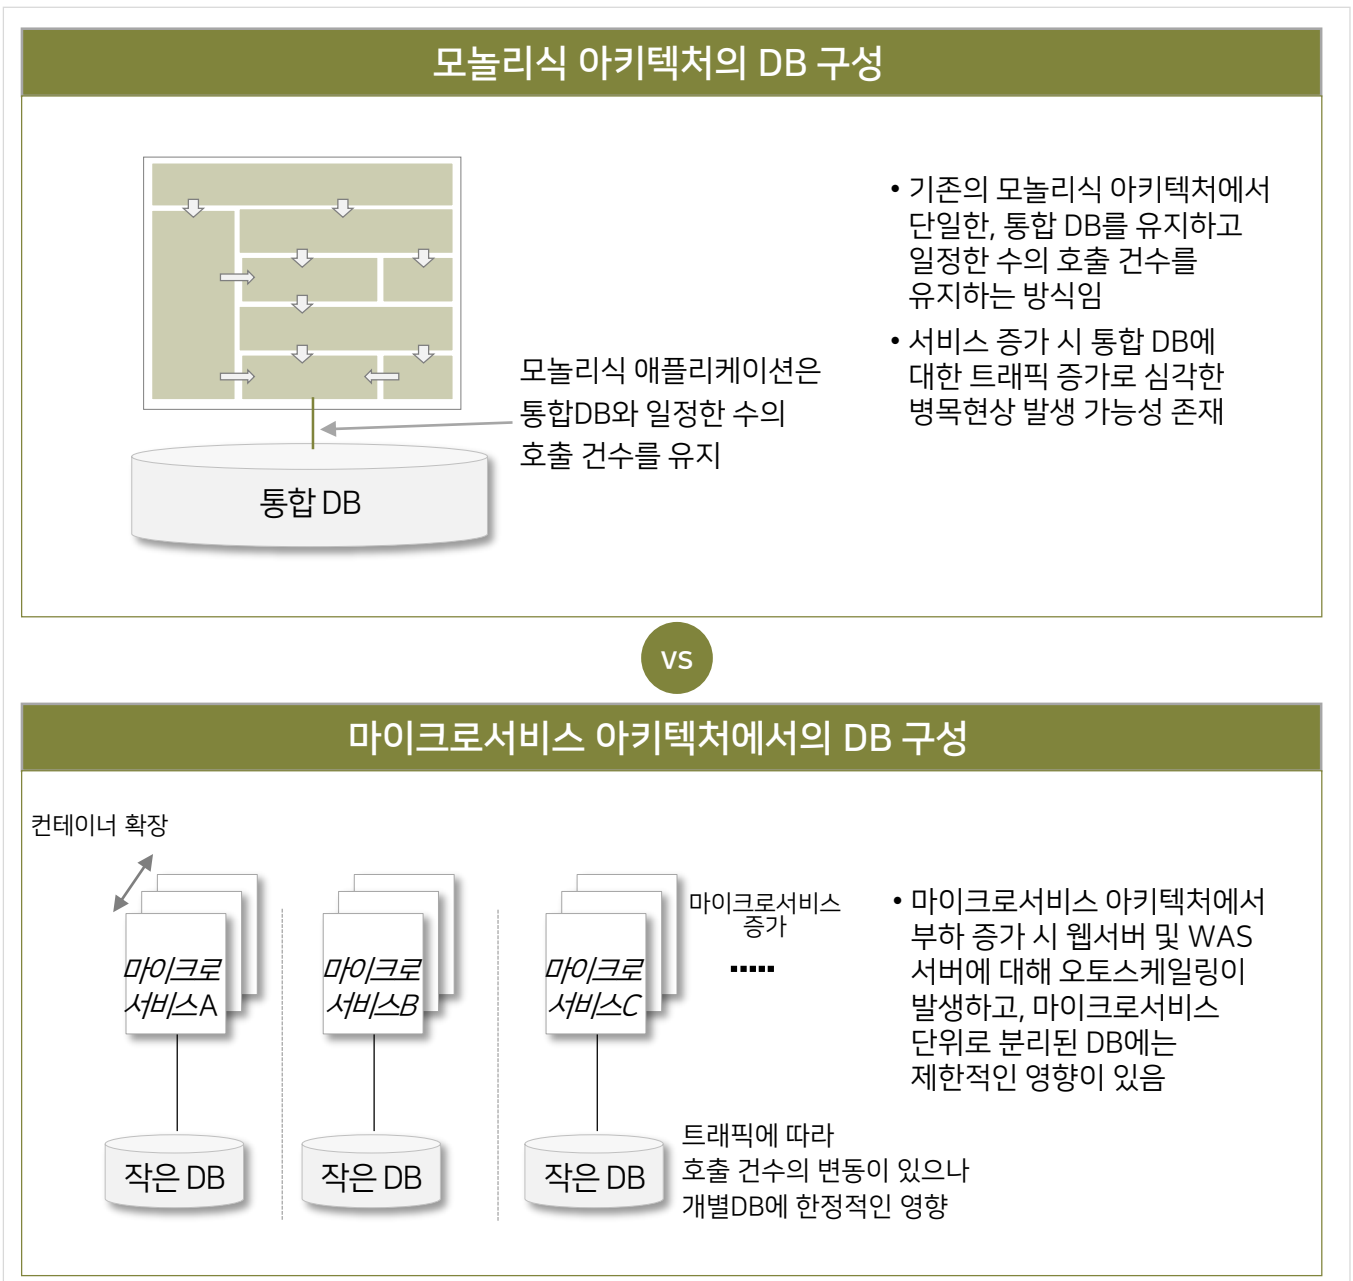 모놀리식 아키텍처의 DB 구성
• 기존의 모놀리식 아키텍처에서
단일한, 통합 DB를 유지하고
일정한 수의 호출 건수를
유지하는 방식임
• 서비스 증가 시 통합 DB에
대한 트래픽 증가로 심각한
병목현상 발생 가능성 존재
모놀리식 애플리케이션은
통합DB와 일정한 수의
호출 건수를 유지
통합 DB
vs
마이크로서비스 아키텍처에서의 DB 구성
컨테이너 확장
마이크로
서비스A
마이크로
서비스B
마이크로
서비스C
마이크로서비스
증가
▪▪▪▪▪
• 마이크로서비스 아키텍처에서
부하 증가 시 웹서버 및 WAS
서버에 대해 오토스케일링이
발생하고, 마이크로서비스
단위로 분리된 DB에는
제한적인 영향이 있음
작은 DB
작은 DB
작은 DB
트래픽에 따라
호출 건수의 변동이 있으나
개별DB에 한정적인 영향